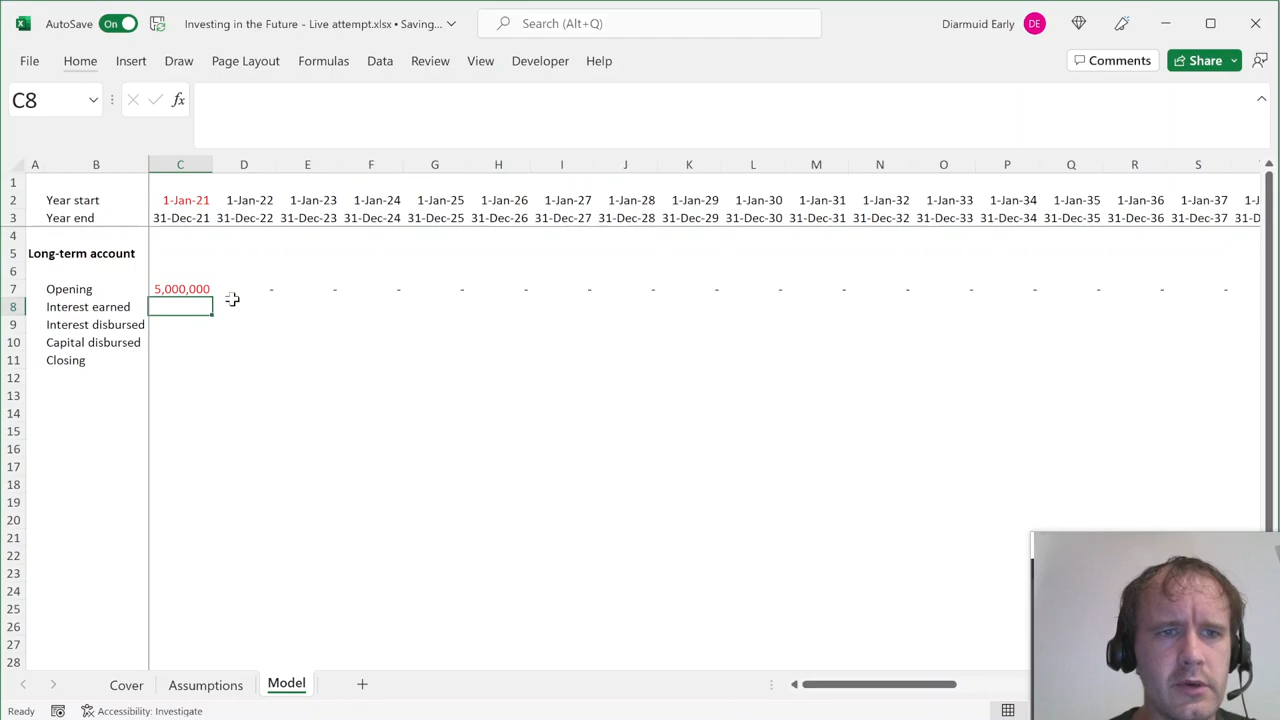 AutoSave On Investing in the Future - Live attempt.xlsx • Saving... Search (Alt+Q) Diarmuid Early DE
File Home Insert Draw Page Layout Formulas Data Review View Developer Help Comments Share
C8 fx
A B C D E F G H I J K L M N O P Q R S
1
2 Year start 1-Jan-21 1-Jan-22 1-Jan-23 1-Jan-24 1-Jan-25 1-Jan-26 1-Jan-27 1-Jan-28 1-Jan-29 1-Jan-30 1-Jan-31 1-Jan-32 1-Jan-33 1-Jan-34 1-Jan-35 1-Jan-36 1-Jan-37 1-J
3 Year end 31-Dec-21 31-Dec-22 31-Dec-23 31-Dec-24 31-Dec-25 31-Dec-26 31-Dec-27 31-Dec-28 31-Dec-29 31-Dec-30 31-Dec-31 31-Dec-32 31-Dec-33 31-Dec-34 31-Dec-35 31-Dec-36 31-Dec-37 31-D
4
5 Long-term account
6
7 Opening 5,000,000 - - - - - - - - - - - - - - - -
8 Interest earned
9 Interest disbursed
10 Capital disbursed
11 Closing
12
13
14
15
16
17
18
19
20
21
22
23
24
25
26
27
28
Cover Assumptions Model
Ready Accessibility: Investigate